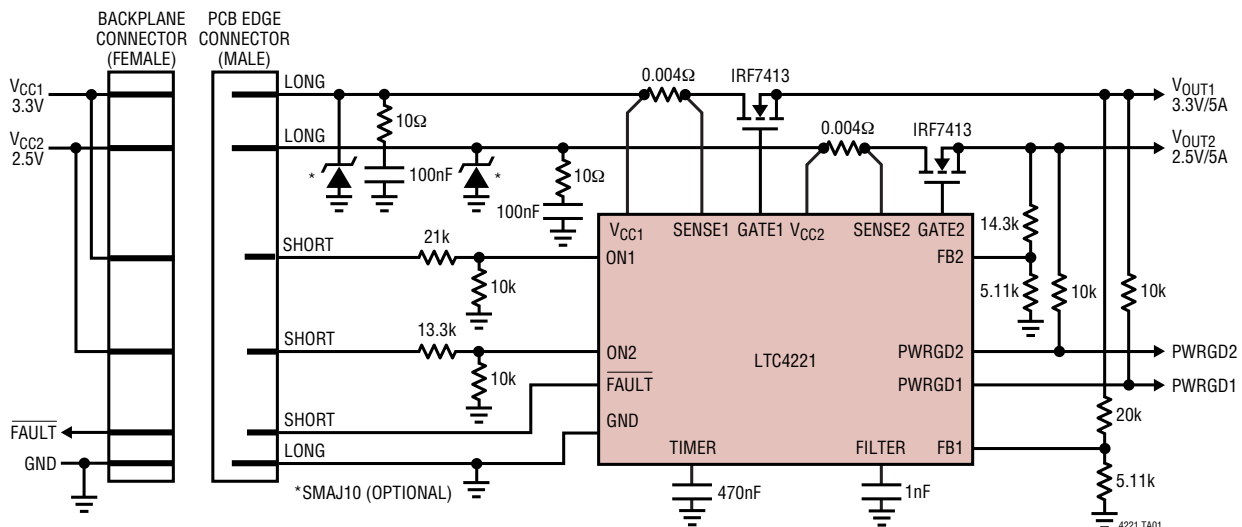 BACKPLANE
CONNECTOR
(FEMALE)
PCB EDGE
CONNECTOR
(MALE)
VCC1
3.3V
VCC2
2.5V
LONG
LONG
10Ω
100nF
*
*
10Ω
100nF
0.004Ω
IRF7413
0.004Ω
IRF7413
VOUT1
3.3V/5A
VOUT2
2.5V/5A
SHORT
21k
10k
SHORT
13.3k
10k
SHORT
LONG
FAULT
GND
*SMAJ10 (OPTIONAL)
VCC1
SENSE1
GATE1
VCC2
SENSE2
GATE2
ON1
ON2
FAULT
GND
LTC4221
FB2
PWRGD2
PWRGD1
FB1
TIMER
FILTER
470nF
1nF
14.3k
5.11k
10k
10k
PWRGD2
PWRGD1
20k
5.11k
4221 TA01